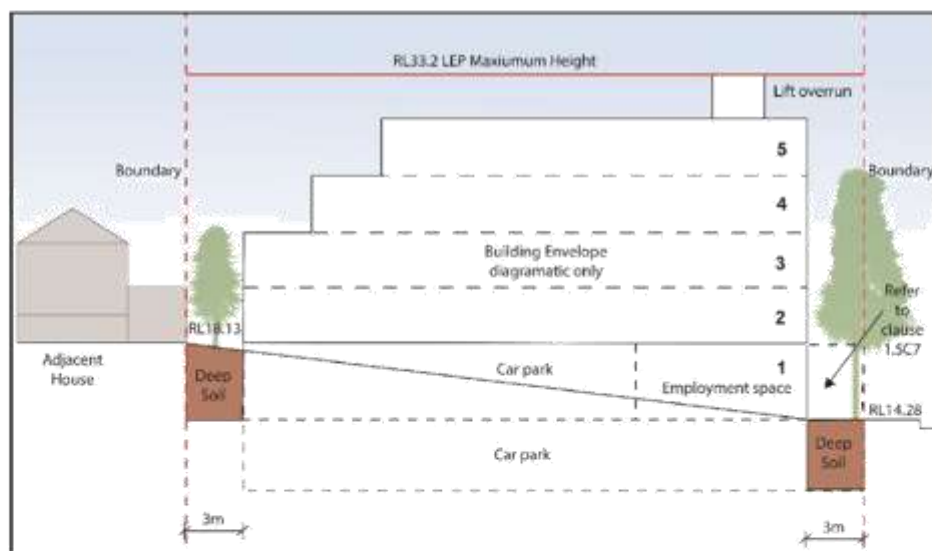 RL33.2 LEP Maxiumum Height
Lift overrun
Boundary
5
Boundary
4
Building Envelope
diagramatic only
3
Refer
to
clause
1.5C7
2
RL18.13
Adjacent
House
Deep
Soil
Car park
1
Employment space
RL14.28
Car park
Deep
Soil
3m
3m